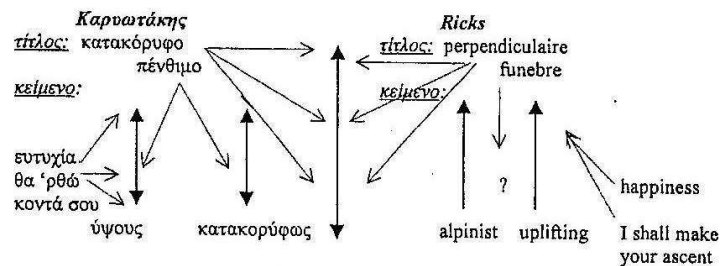 Καρυωτάκης Ricks
τίτλος: κατακόρυφο τίτλος: perpendiculaire
πένθιμο funebre
κείμενο: κείμενο:
ευτυχία
θα 'ρθώ ? happiness
κοντά σου
ύψους κατακορύφως alpinist uplifting I shall make
your ascent